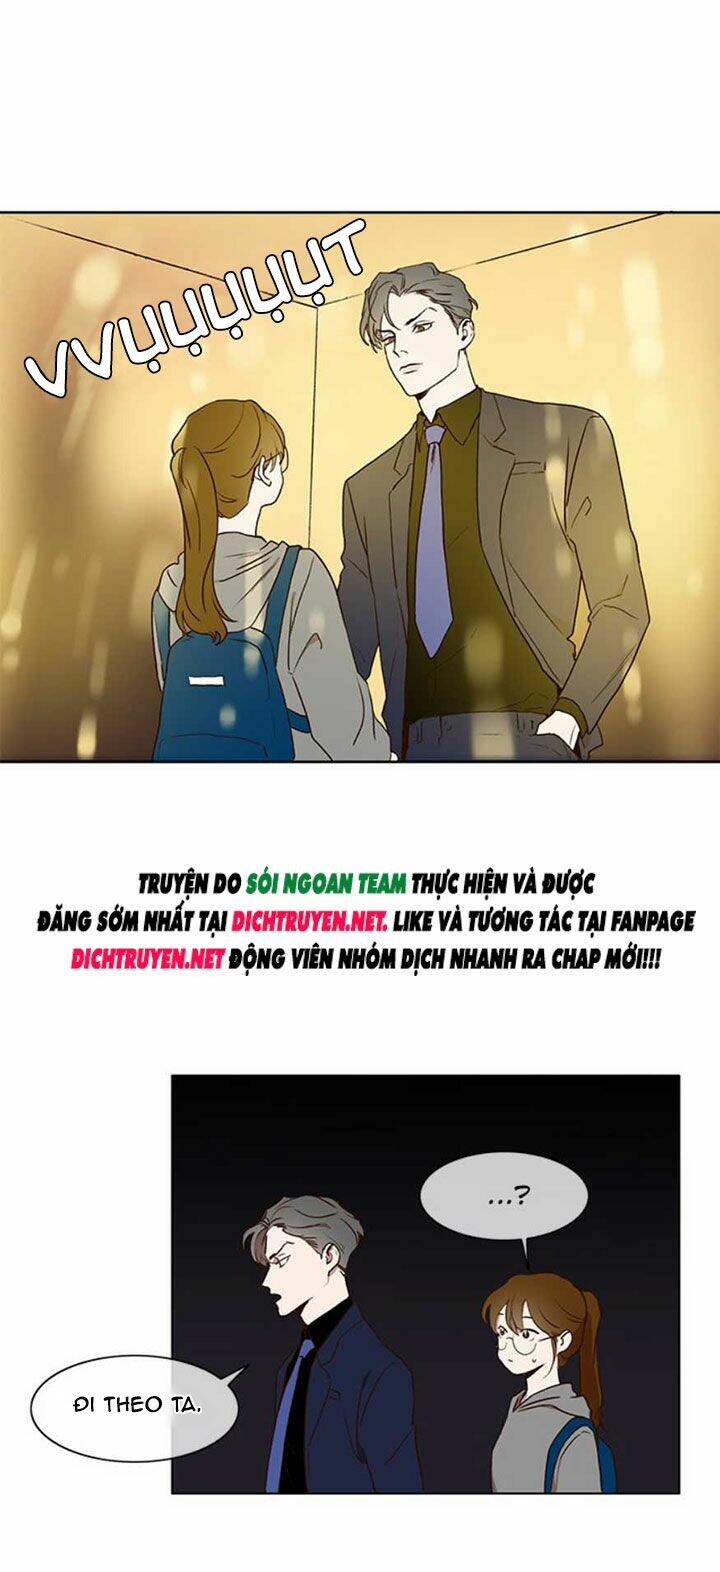 VVỤỤỤỤỤT
TRUYỆN DO SÓI NGOAN TEAM THỰC HIỆN VÀ ĐƯỢC
ĐĂNG SỚM NHẤT TẠI DICHTRUYEN.NET. LIKE VÀ TƯƠNG TÁC TẠI FANPAGE
DICHTRUYEN.NET ĐỘNG VIÊN NHÓM DỊCH NHANH RA CHAP MỚI!!!
...?
ĐI THEO TA.